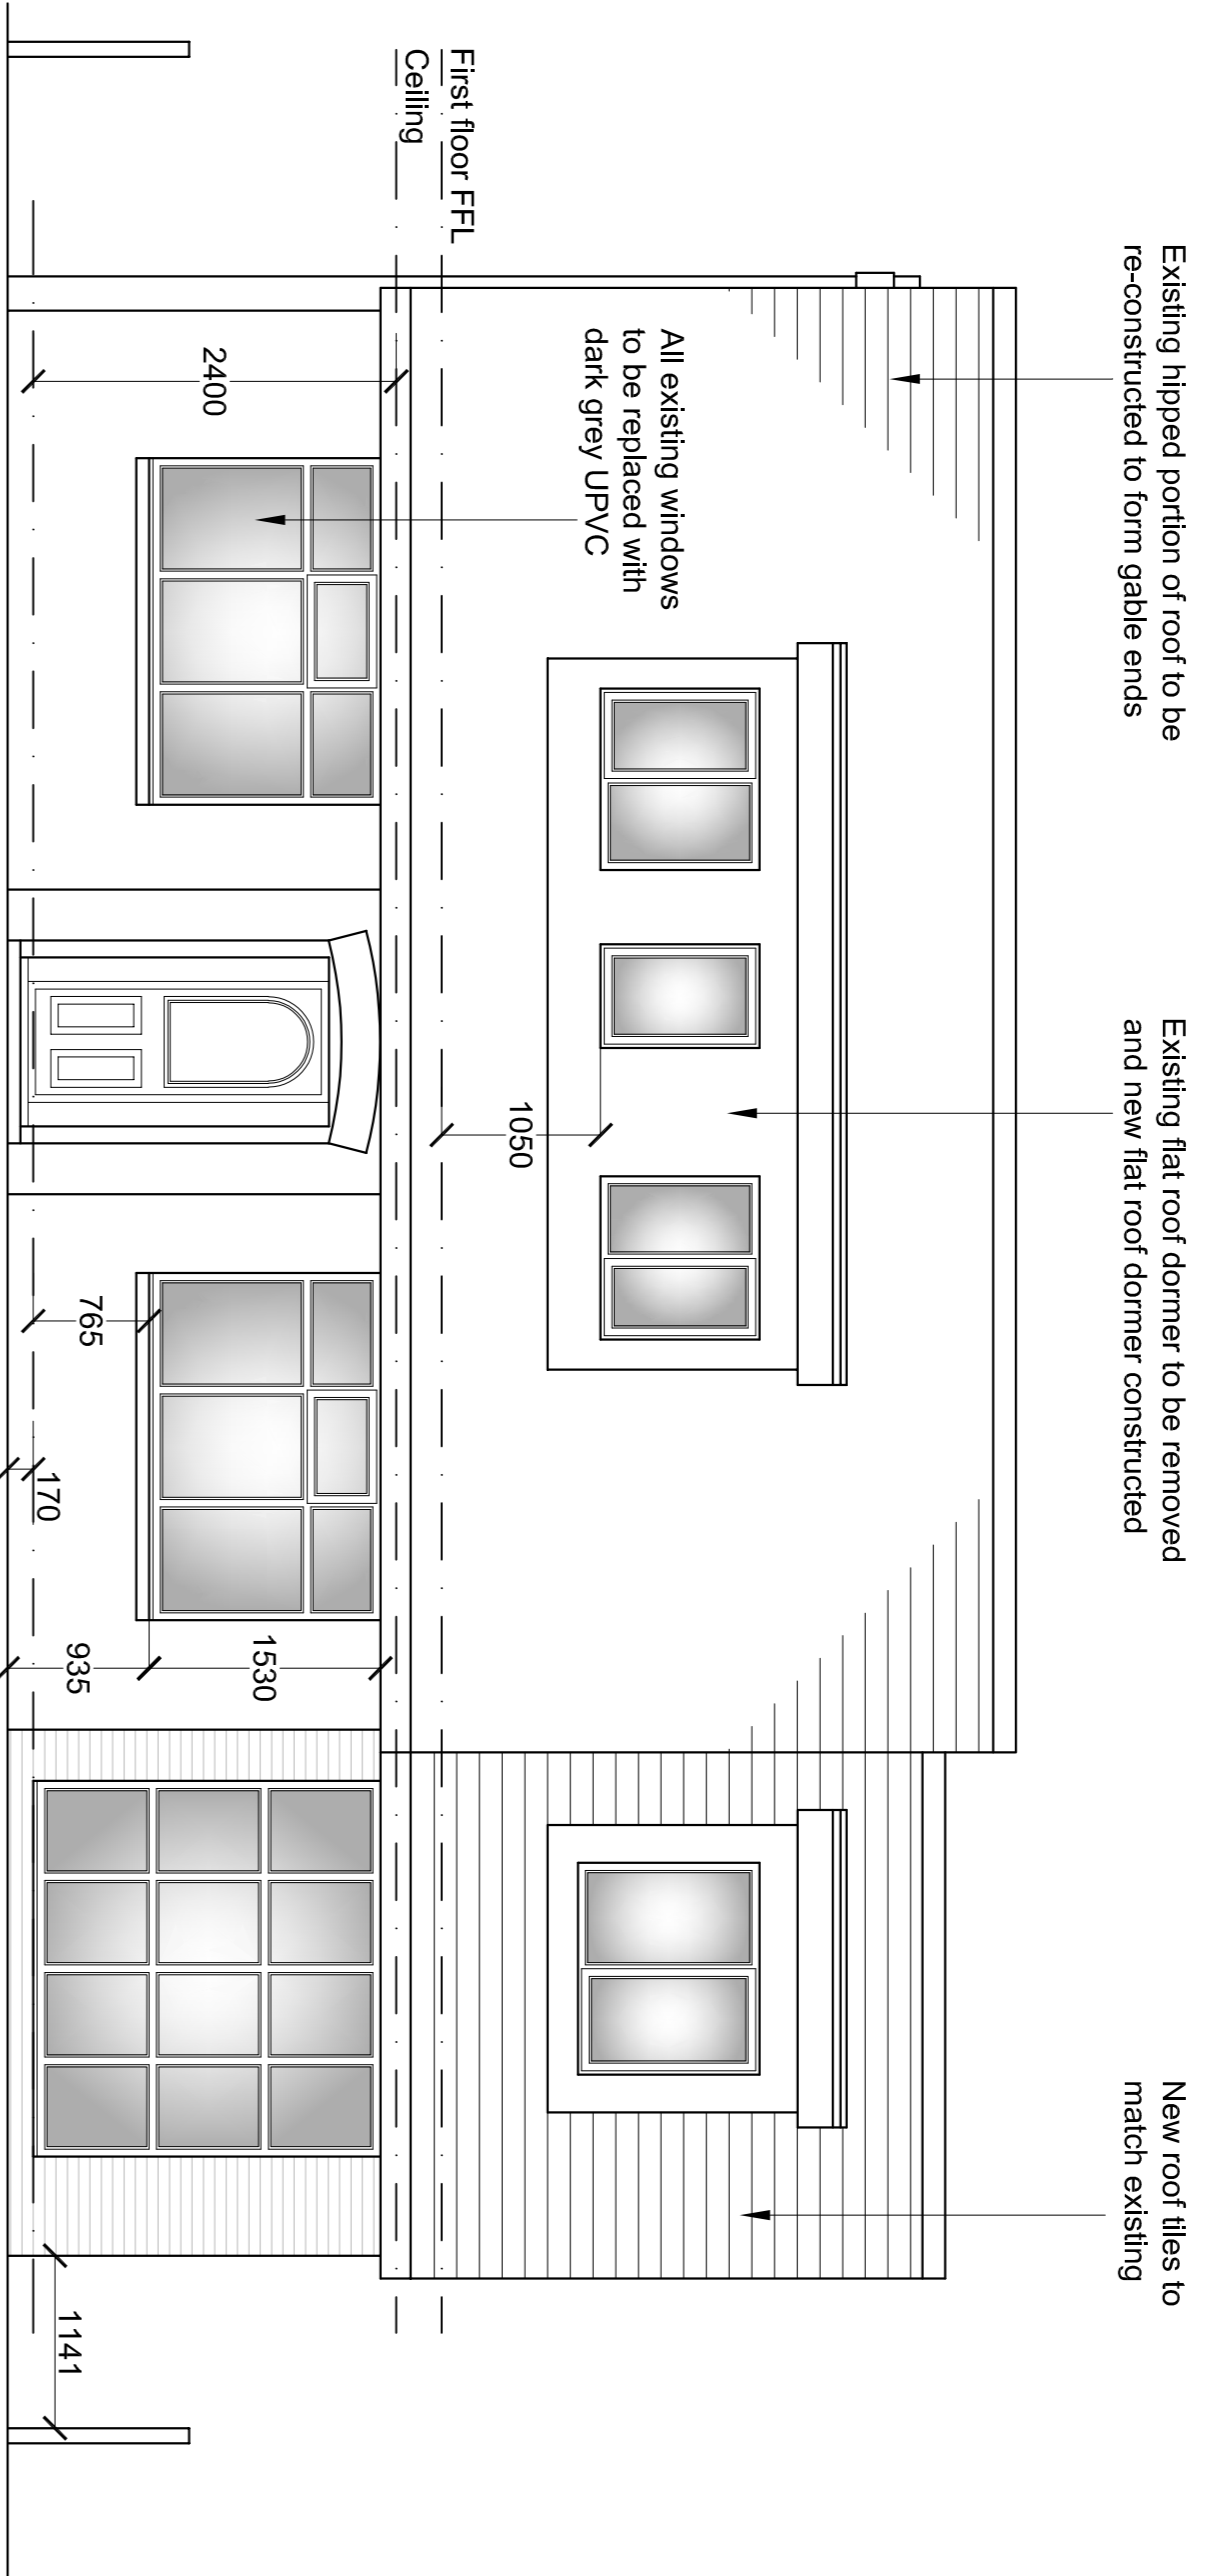 Existing hipped portion of roof to be
re-constructed to form gable ends
Existing flat roof dormer to be removed
and new flat roof dormer constructed
New roof tiles to
match existing
All existing windows
to be replaced with
dark grey UPVC
First floor FFL
Ceiling
1050
2400
765
170
1530
935
1141